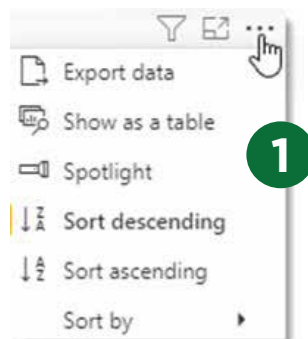 Export data
Show as a table
1
Spotlight
Sort descending
Sort ascending
Sort by